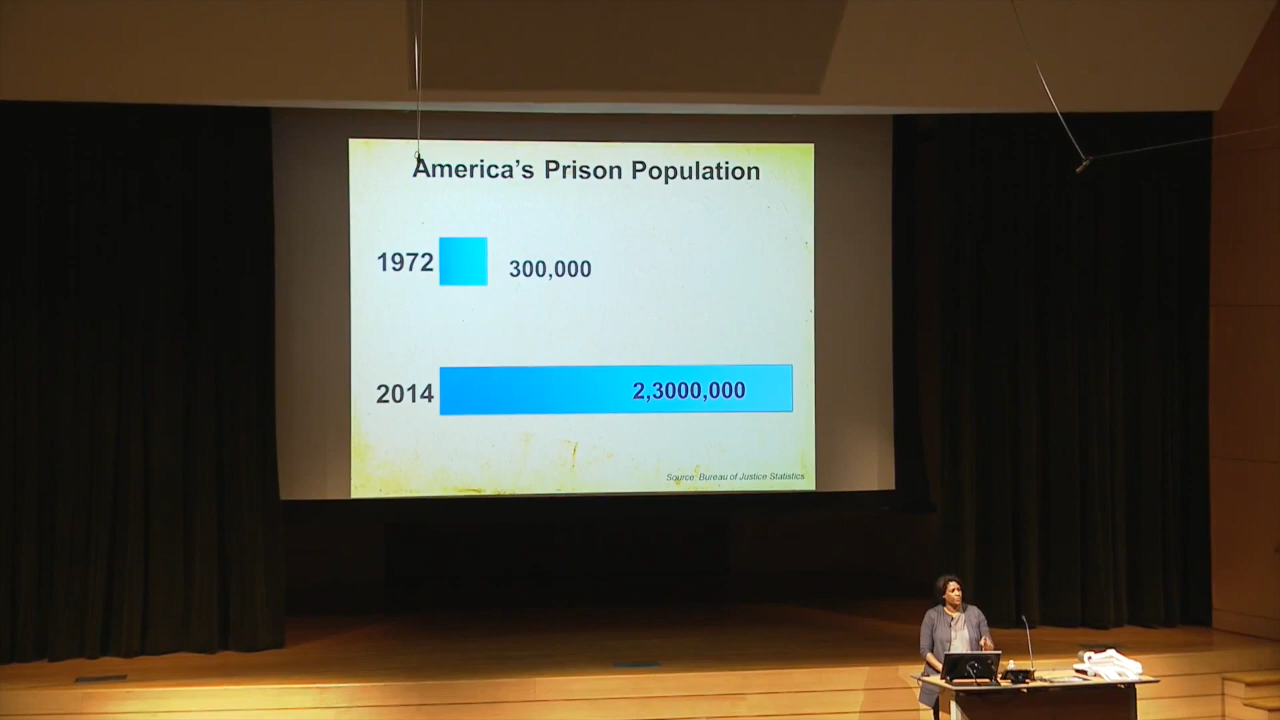 America's Prison Population
1972
300,000
2014
2,3000,000
Source: Bureau of Justice Statistics